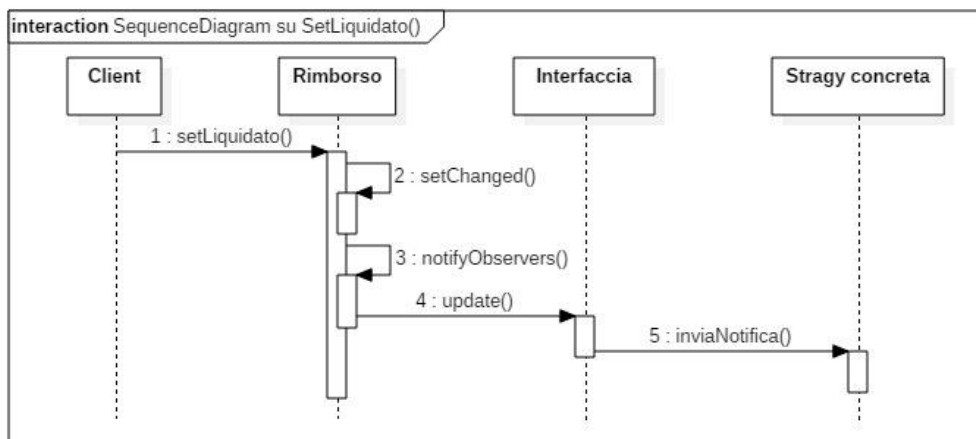 interaction SequenceDiagram su SetLiquidato()
Client
Rimborso
Interfaccia
Stragy concreta
1 : setLiquidato()
2 : setChanged()
3 : notifyObservers()
4 : update()
5 : inviaNotifica()